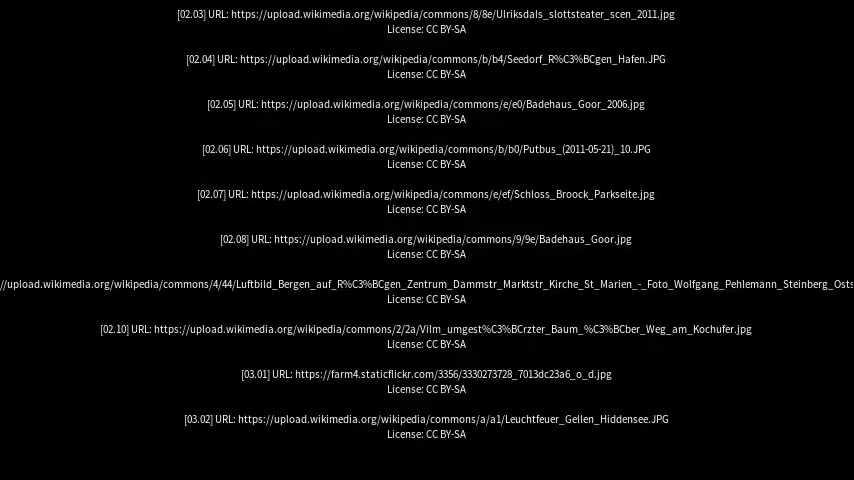 [02.03] URL: https://upload.wikimedia.org/wikipedia/commons/8/8e/Ulriksdals_slottsteater_scen_2011.jpg
License: CC BY-SA
[02.04] URL: https://upload.wikimedia.org/wikipedia/commons/b/b4/Seedorf_R%C3%BCgen_Hafen.JPG
License: CC BY-SA
[02.05] URL: https://upload.wikimedia.org/wikipedia/commons/e/e0/Badehaus_Goor_2006.jpg
License: CC BY-SA
[02.06] URL: https://upload.wikimedia.org/wikipedia/commons/b/b0/Putbus_(2011-05-21)_10.JPG
License: CC BY-SA
[02.07] URL: https://upload.wikimedia.org/wikipedia/commons/e/ef/Schloss_Broock_Parkseite.jpg
License: CC BY-SA
[02.08] URL: https://upload.wikimedia.org/wikipedia/commons/9/9e/Badehaus_Goor.jpg
License: CC BY-SA
//upload.wikimedia.org/wikipedia/commons/4/44/Luftbild_Bergen_auf_R%C3%BCgen_Zentrum_Dammstr_Marktstr_Kirche_St_Marien_-_Foto_Wolfgang_Pehlemann_Steinberg_Osts
License: CC BY-SA
[02.10] URL: https://upload.wikimedia.org/wikipedia/commons/2/2a/Vilm_umgest%C3%BCrzter_Baum_%C3%BCber_Weg_am_Kochufer.jpg
License: CC BY-SA
[03.01] URL: https://farm4.staticflickr.com/3356/3330273728_7013dc23a6_o_d.jpg
License: CC BY-SA
[03.02] URL: https://upload.wikimedia.org/wikipedia/commons/a/a1/Leuchtfeuer_Gellen_Hiddensee.JPG
License: CC BY-SA